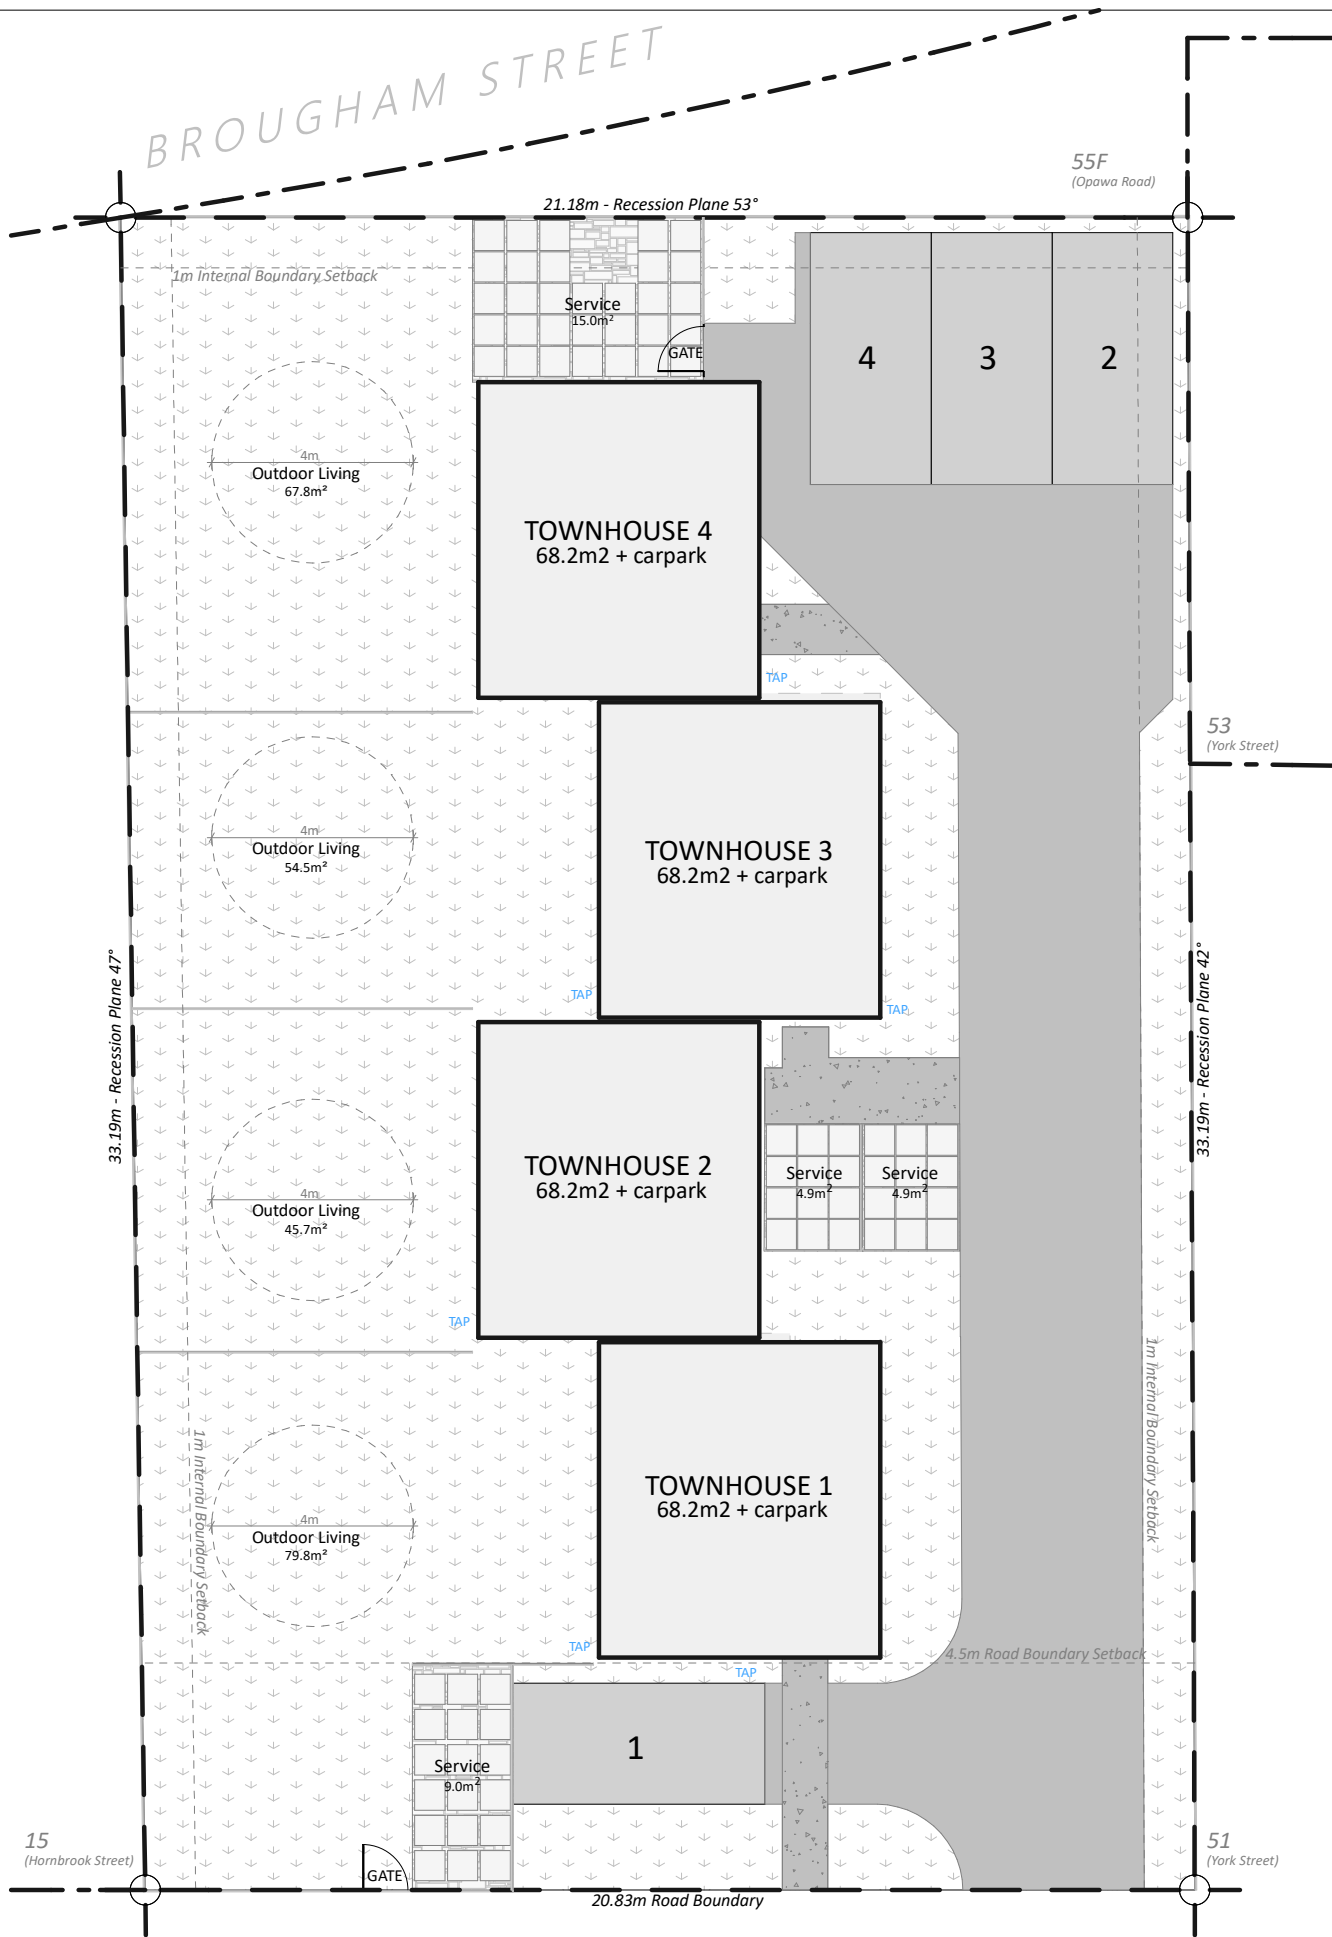 BROUGHAM STREET
55F
(Opawa Road)
21.18m - Recession Plane 53°
1m Internal Boundary Setback
Service
15.0m²
GATE
4
3
2
4m
Outdoor Living
67.8m²
TOWNHOUSE 4
68.2m2 + carpark
TAP
53
(York Street)
4m
Outdoor Living
54.5m²
TOWNHOUSE 3
68.2m2 + carpark
TAP
TAP
33.19m - Recession Plane 47°
33.19m - Recession Plane 42°
TOWNHOUSE 2
68.2m2 + carpark
Service
4.9m²
Service
4.9m²
4m
Outdoor Living
45.7m²
TAP
1m Internal Boundary Setback
1m Internal Boundary Setback
TOWNHOUSE 1
68.2m2 + carpark
4m
Outdoor Living
79.8m²
TAP
TAP
4.5m Road Boundary Setback
1
Service
9.0m²
GATE
15
(Hornbrook Street)
51
(York Street)
20.83m Road Boundary